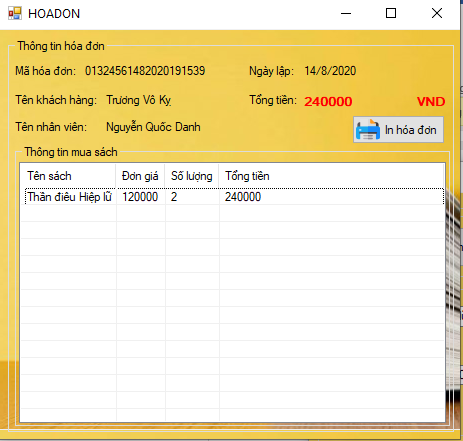 HOADON
Thông tin hóa đơn
Mã hóa đơn: 01324561482020191539 Ngày lập: 14/8/2020
Tên khách hàng: Trương Vô Kỵ Tổng tiền: 240000 VND
Tên nhân viên: Nguyễn Quốc Danh In hóa đơn
Thông tin mua sách
Tên sách Đơn giá Số lượng Tổng tiền
Thần điêu Hiệp lữ 120000 2 240000